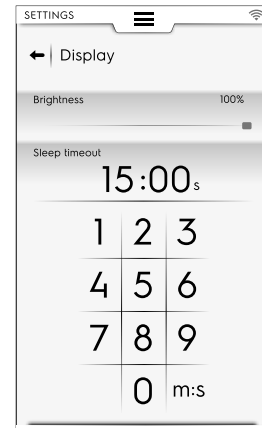 SETTINGS
Display
Brightness 100%
Sleep timeout
15:00s
1 2 3
4 5 6
7 8 9
0 m:s